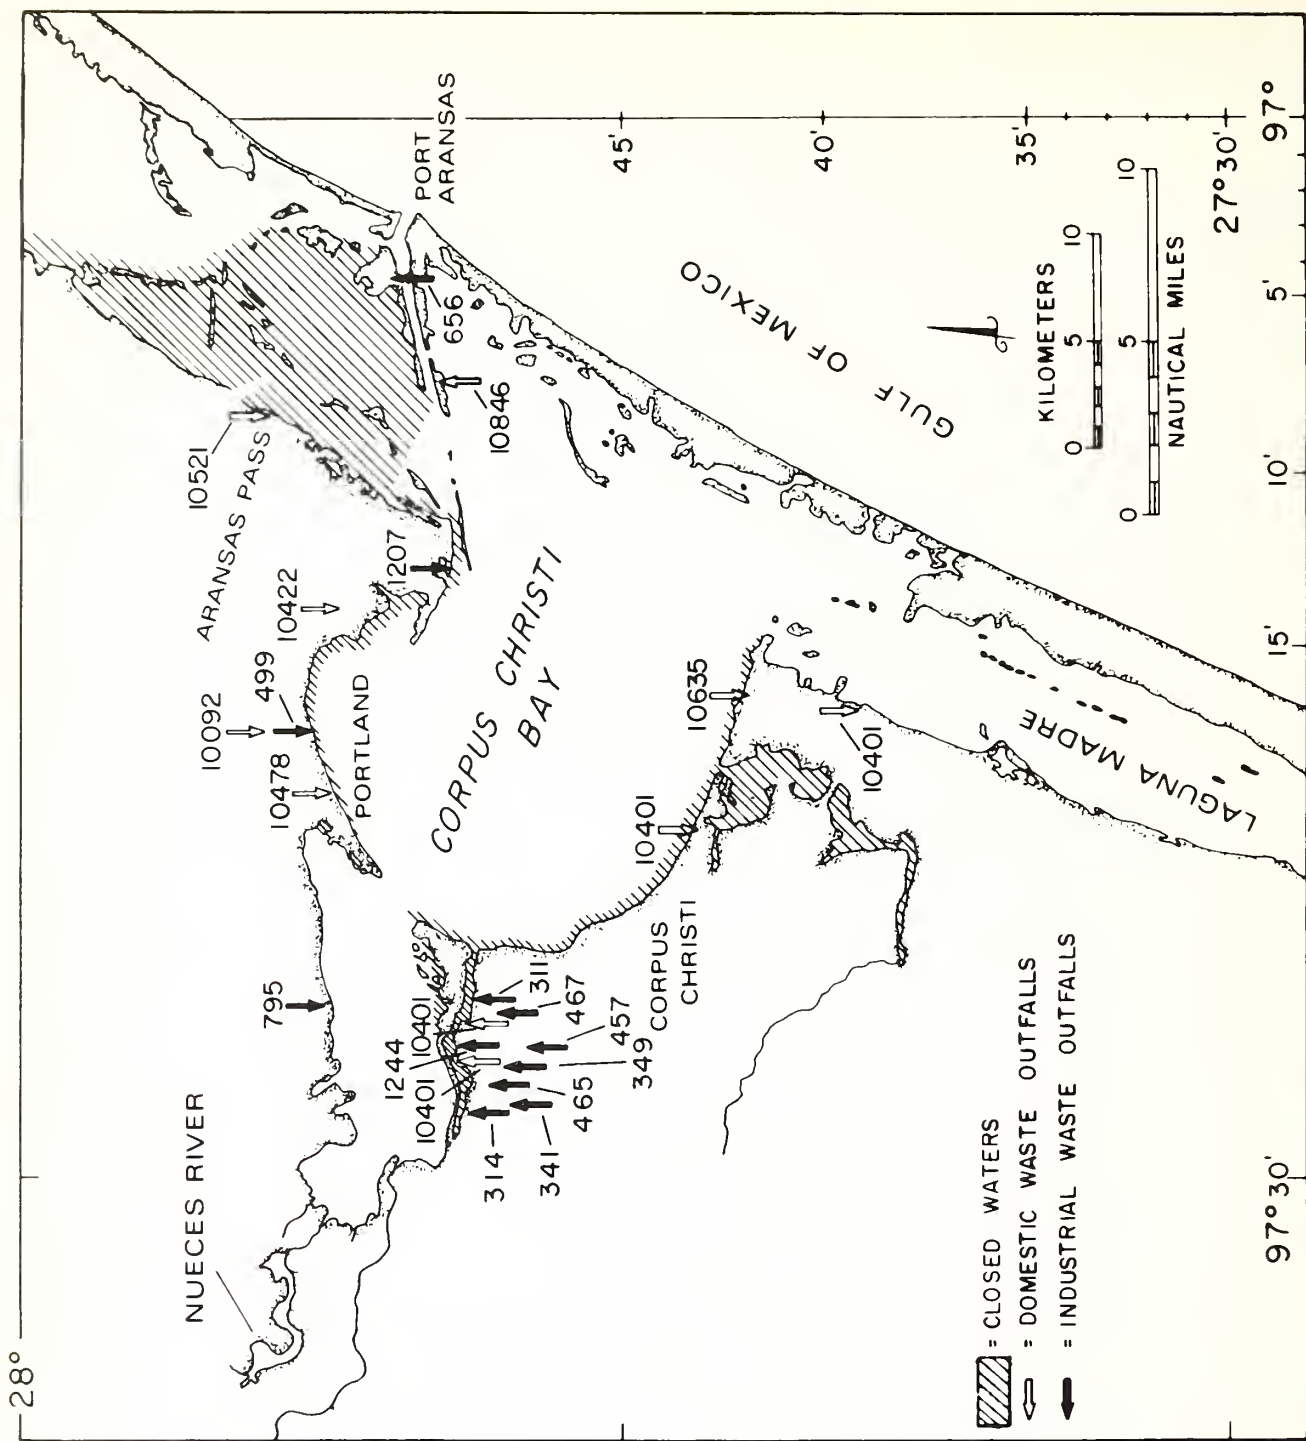 28°
NUECES RIVER
795
10478
10092
499
10422
ARANSAS PASS
10521
1207
PORTLAND
PORT
ARANSAS
656
10846
45'
40'
35'
27°30'
97°
CORPUS CHRISTI
BAY
GULF OF MEXICO
10401
1244
10401
314
341
465
349
457
467
311
CORPUS
CHRISTI
10401
10635
10401
LAGUNA MADRE
KILOMETERS
0 5 10
0 5 10
NAUTICAL MILES
5'
10'
15'
97°30'
= CLOSED WATERS
= DOMESTIC WASTE OUTFALLS
= INDUSTRIAL WASTE OUTFALLS